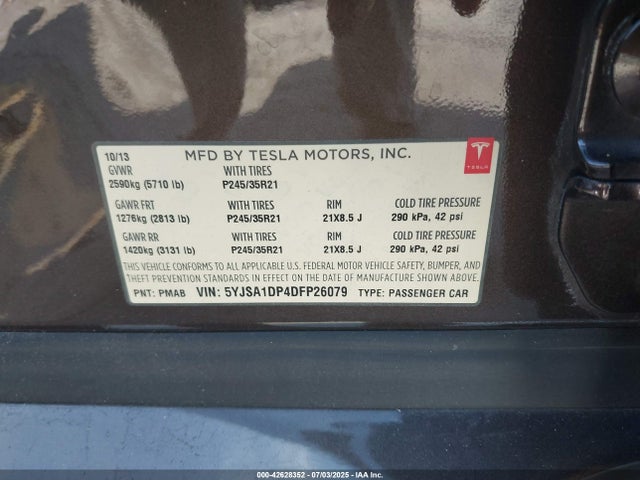 10/13 MFD BY TESLA MOTORS, INC.
TESLA
GVWR WITH TIRES
2590kg (5710 lb) P245/35R21
GAWR FRT WITH TIRES RIM COLD TIRE PRESSURE
1276kg (2813 lb) P245/35R21 21X8.5 J 290 kPa, 42 psi
GAWR RR WITH TIRES RIM COLD TIRE PRESSURE
1420kg (3131 lb) P245/35R21 21X8.5 J 290 kPa, 42 psi
THIS VEHICLE CONFORMS TO ALL APPLICABLE U.S. FEDERAL MOTOR VEHICLE SAFETY, BUMPER, AND
THEFT PREVENTION STANDARDS IN EFFECT ON THE DATE OF MANUFACTURE SHOWN ABOVE.
PNT: PMAB VIN: 5YJSA1DP4DFP26079 TYPE: PASSENGER CAR
000-42628352 - 07/03/2025 - IAAI.COM